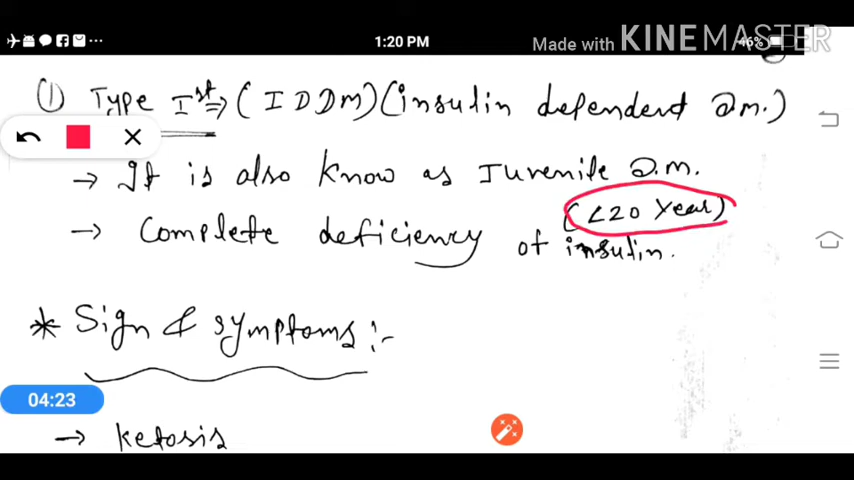 1:20 PM
Made with KINEMASTER
46%
① Type Ist ⇒ (IDDM) (insulin dependent D.m.)
→ It is also know as Juvenile D.m.
(<20 Year)
→ Complete deficiency of insulin.
* Sign & symptoms :-
04:23
→ ketosis